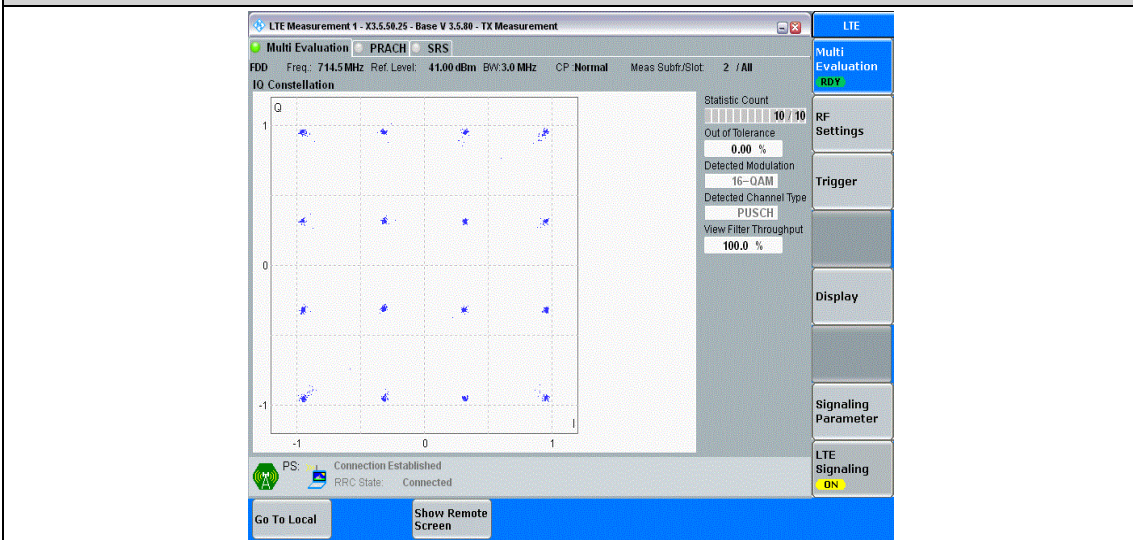 LTE Measurement 1 - X3.5.50.25 - Base V 3.5.80 - TX Measurement
LTE
Multi Evaluation PRACH SRS
FDD Freq.: 714.5 MHz Ref. Level: 41.00 dBm BW:3.0 MHz CP :Normal Meas Subfr./Slot: 2 / All
IQ Constellation
Q
1
0
-1
-1 0 1
I
Statistic Count
10 / 10
Out of Tolerance
0.00 %
Detected Modulation
16-QAM
Detected Channel Type
PUSCH
View Filter Throughput
100.0 %
Multi
Evaluation
RDY
RF
Settings
Trigger
Display
Signaling
Parameter
LTE
Signaling
ON
PS: Connection Established
RRC State: Connected
Go To Local
Show Remote
Screen